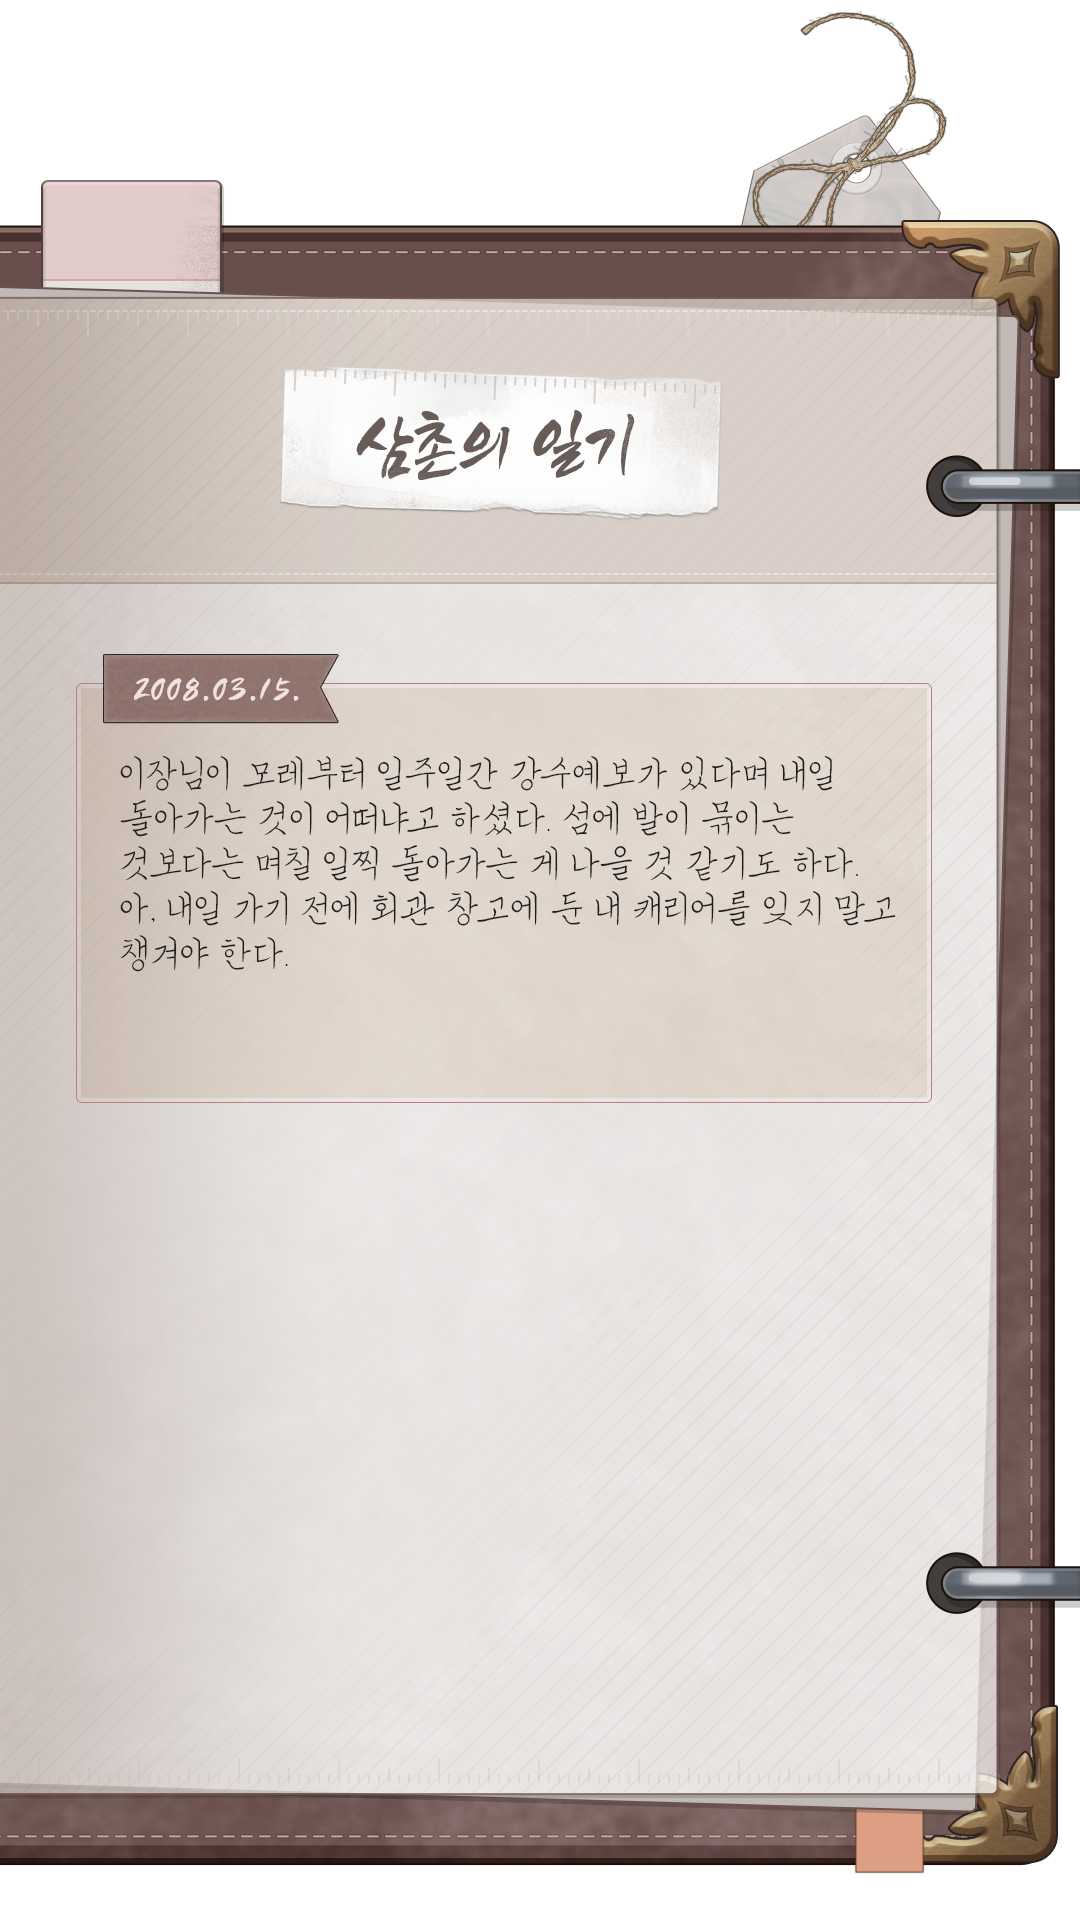 삼촌의 일기
2008.03.15.
이장님이 모레부터 일주일간 강수예보가 있다며 내일
돌아가는 것이 어떠냐고 하셨다. 섬에 발이 묶이는
것보다는 며칠 일찍 돌아가는 게 나을 것 같기도 하다.
아, 내일 가기 전에 회관 창고에 둔 내 캐리어를 잊지 말고
챙겨야 한다.